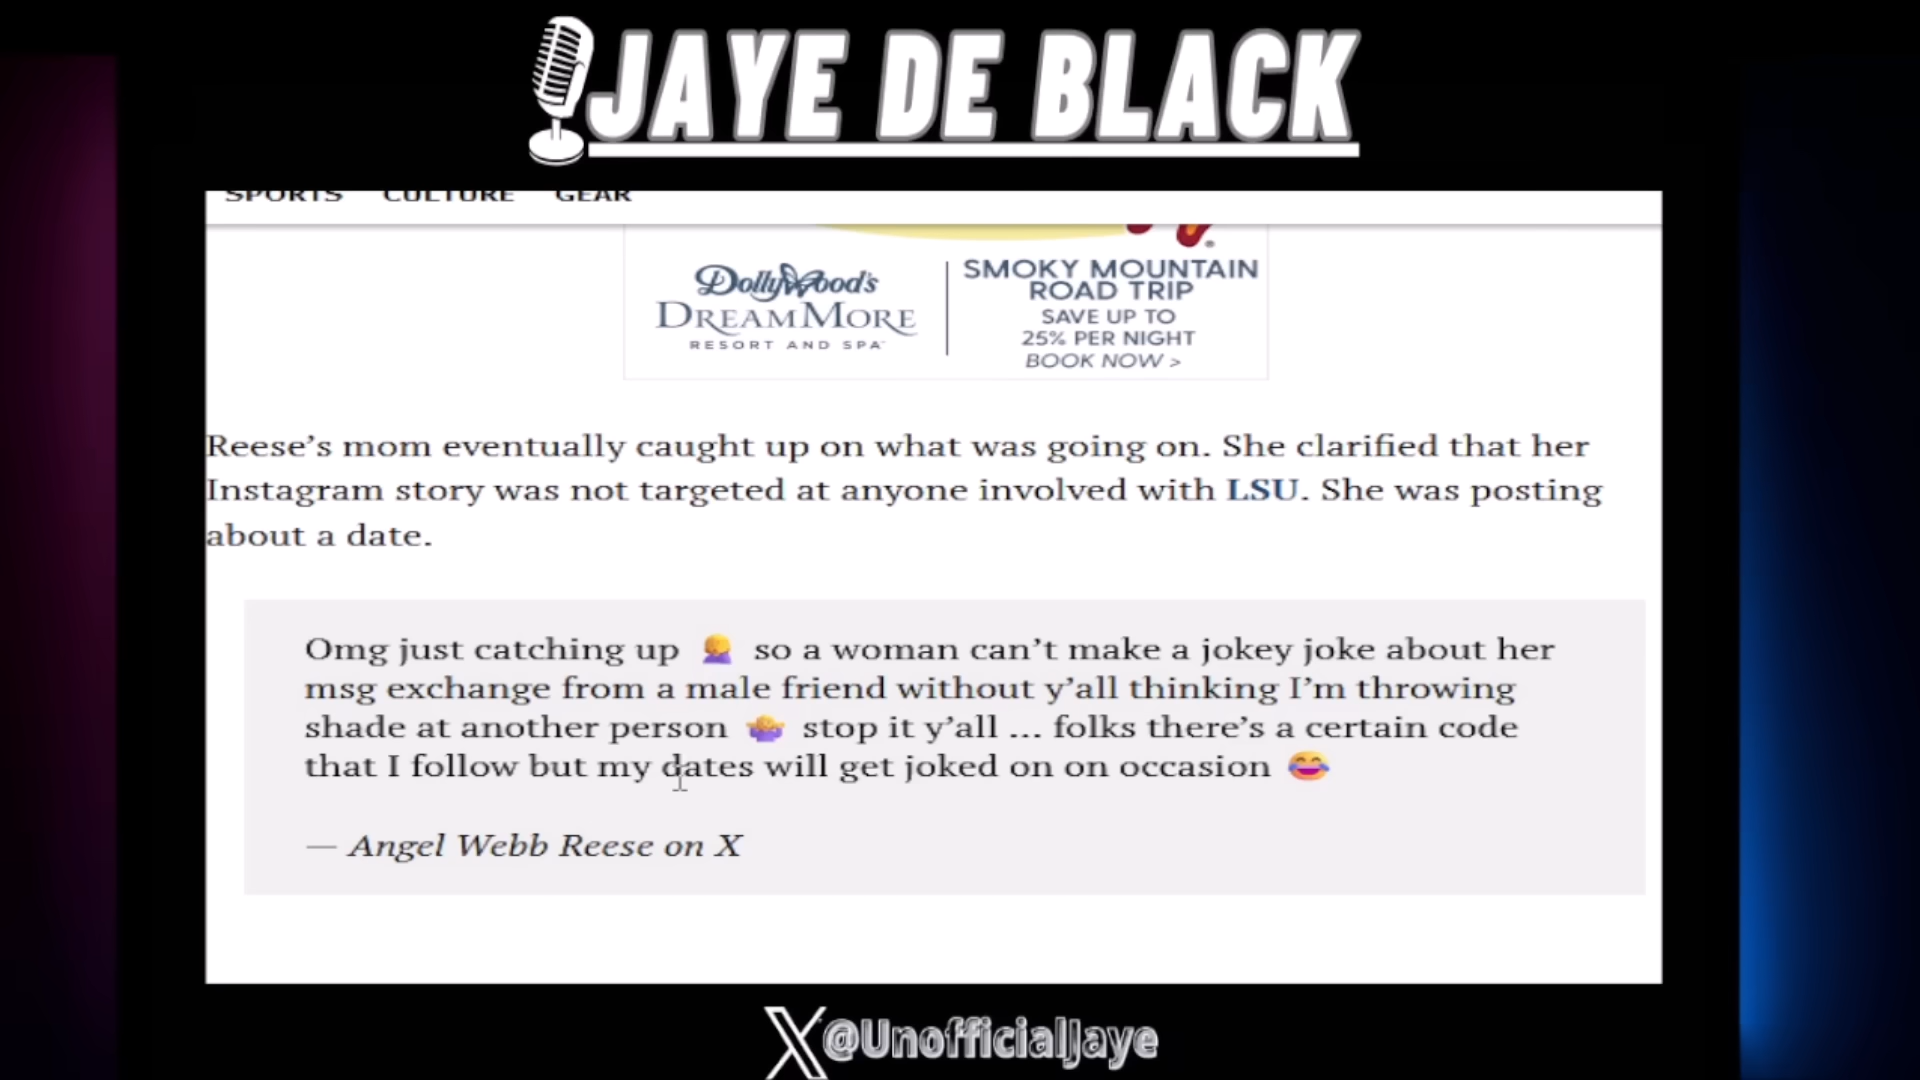 JAYE DE BLACK
SPORTS CULTURE GEAR
Dollywood's
DREAMMORE
RESORT AND SPA
SMOKY MOUNTAIN
ROAD TRIP
SAVE UP TO
25% PER NIGHT
BOOK NOW >
Reese’s mom eventually caught up on what was going on. She clarified that her
Instagram story was not targeted at anyone involved with LSU. She was posting
about a date.
Omg just catching up 🤦‍♀️ so a woman can’t make a jokey joke about her
msg exchange from a male friend without y’all thinking I’m throwing
shade at another person 🤷‍♀️ stop it y’all ... folks there’s a certain code
that I follow but my dates will get joked on on occasion 😂
— Angel Webb Reese on X
X @UnofficialJaye